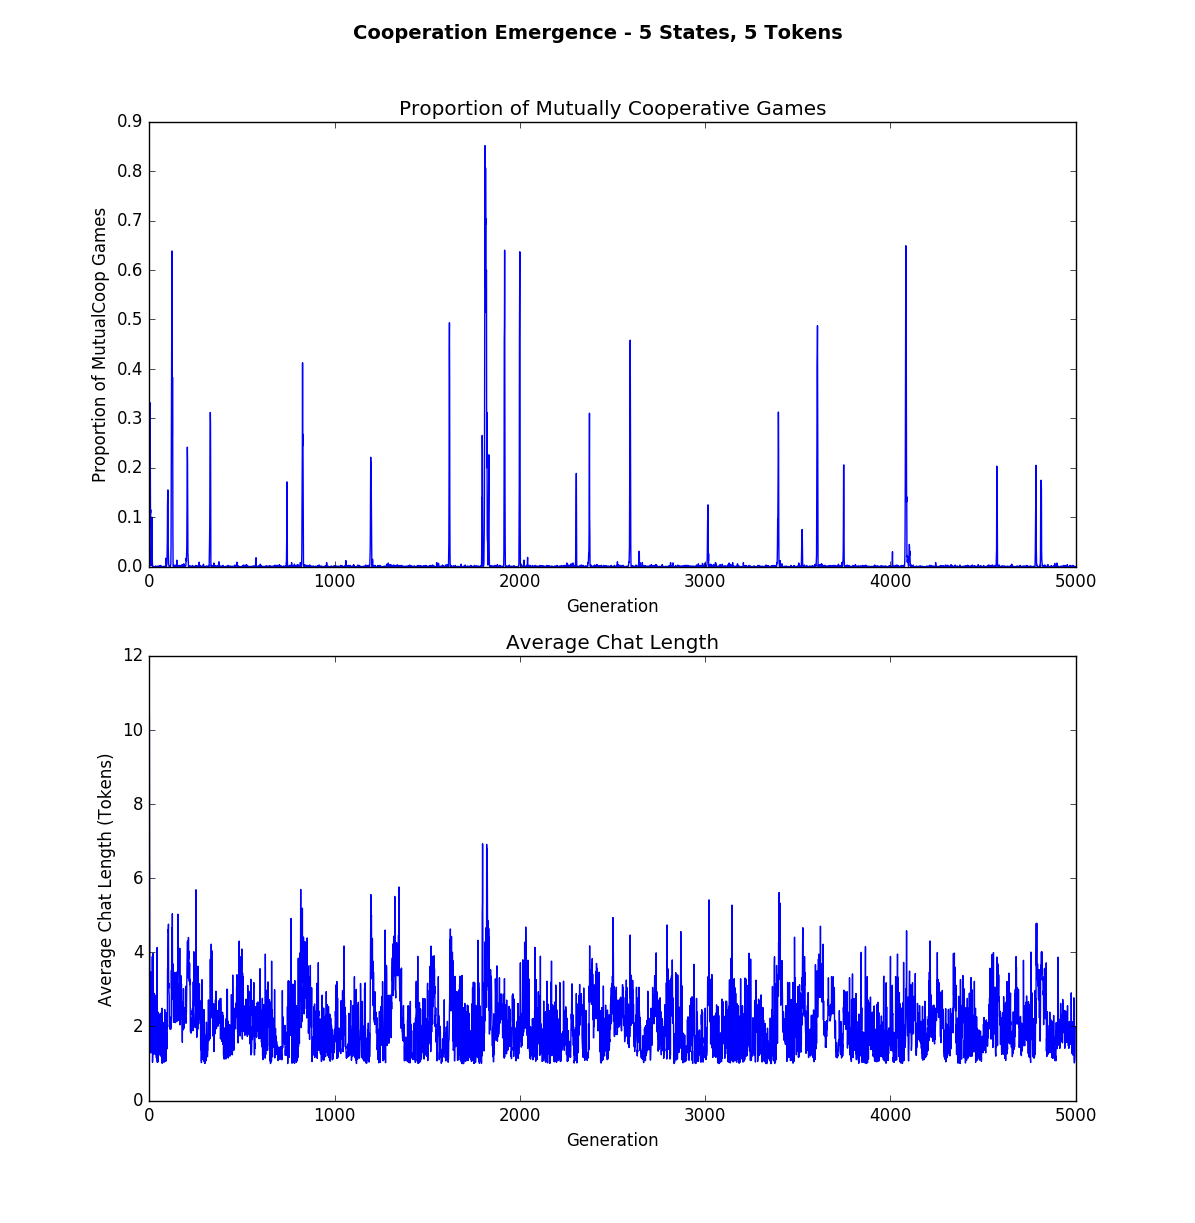 Cooperation Emergence - 5 States, 5 Tokens
Proportion of Mutually Cooperative Games
0.9
0.8
0.7
0.6
0.5
0.4
0.3
0.2
0.1
0.0
Proportion of MutualCoop Games
0 1000 2000 3000 4000 5000
Generation
Average Chat Length
12
10
8
6
4
2
0
Average Chat Length (Tokens)
0 1000 2000 3000 4000 5000
Generation